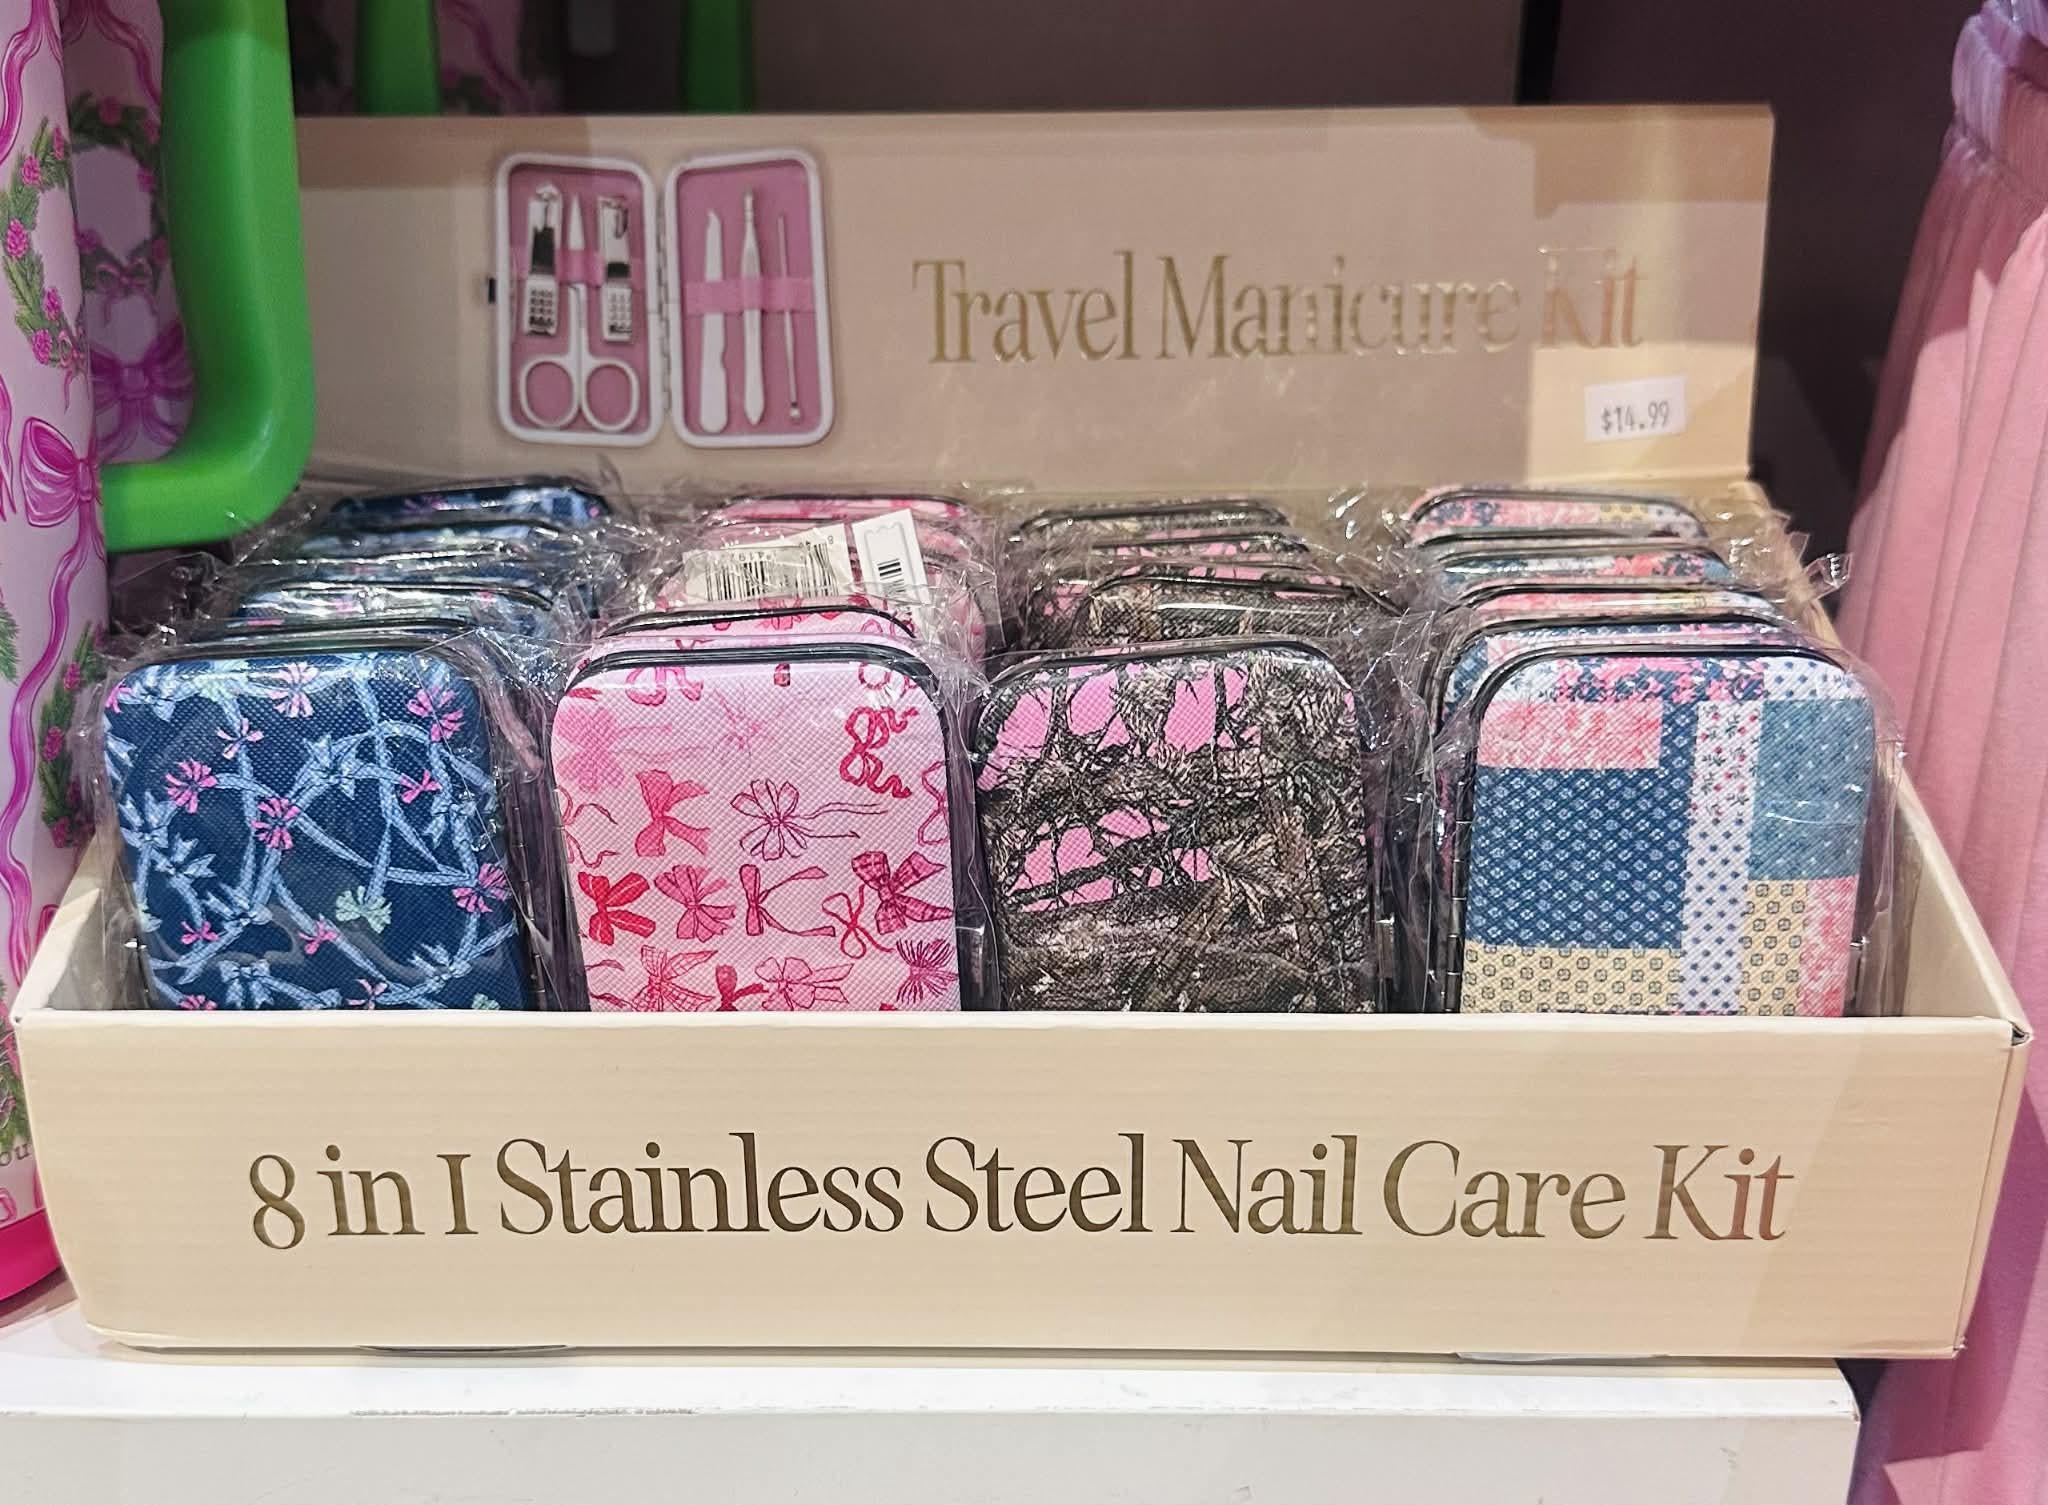 Travel Manicure Kit
$14.99
8 in 1 Stainless Steel Nail Care Kit